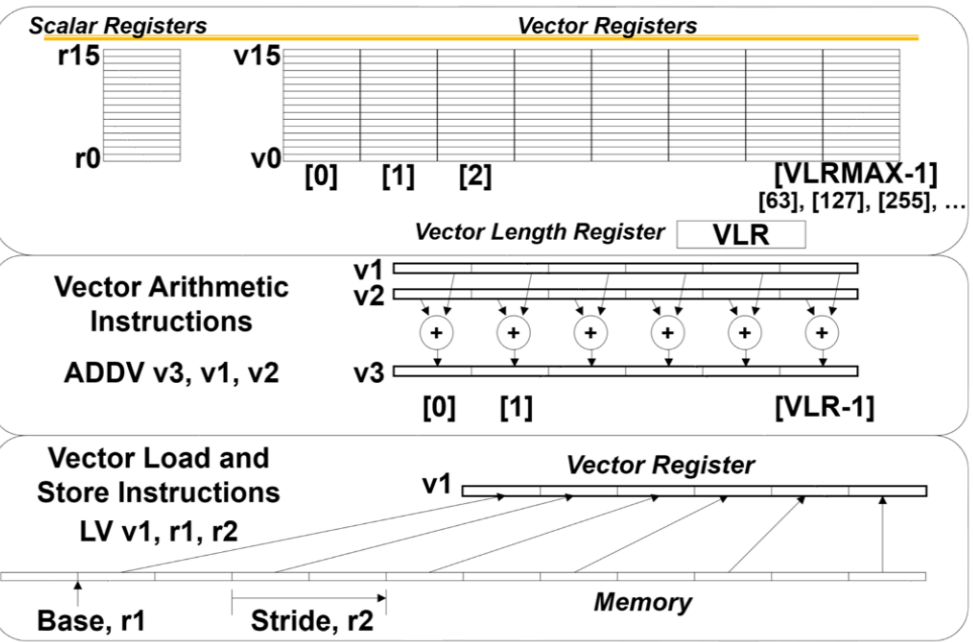 Scalar Registers
Vector Registers
r15
v15
r0
v0
[0]
[1]
[2]
[VLRMAX-1]
[63], [127], [255], …
Vector Length Register
VLR
Vector Arithmetic
Instructions
ADDV v3, v1, v2
v1
v2
+ + + + + +
v3
[0]
[1]
[VLR-1]
Vector Load and
Store Instructions
LV v1, r1, r2
Vector Register
v1
Base, r1
Stride, r2
Memory